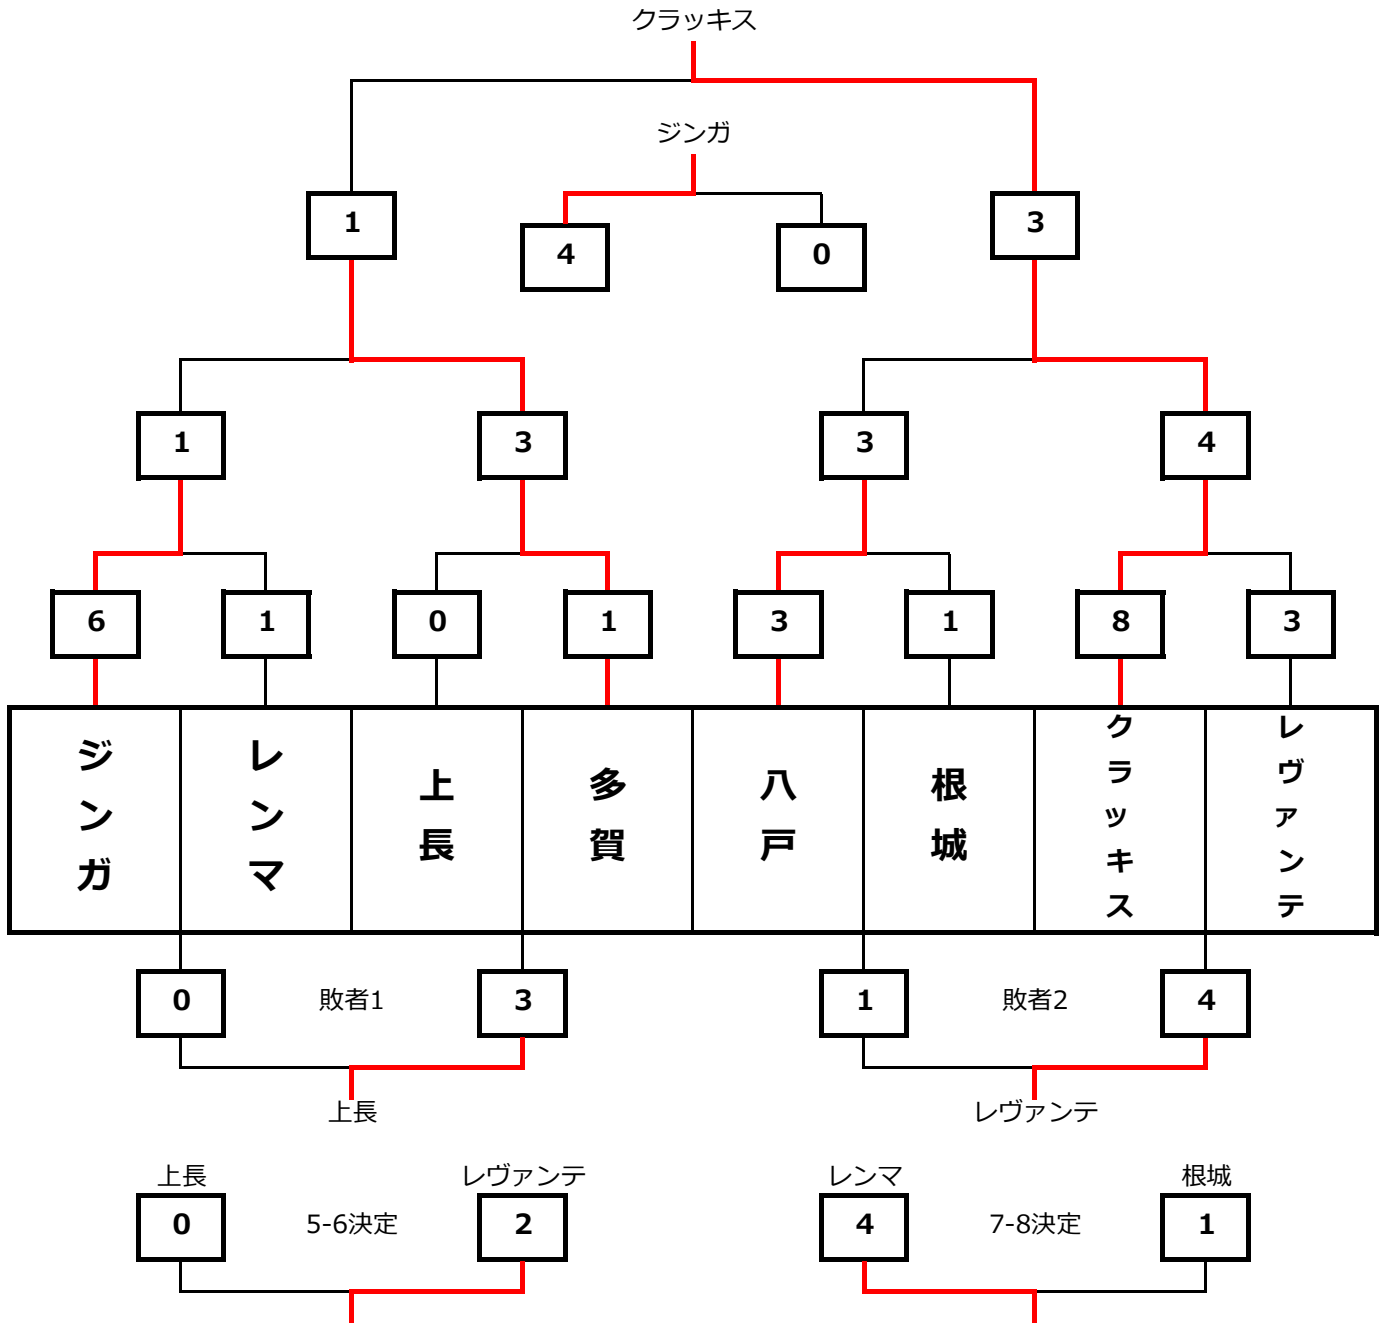 クラッキス
ジンガ
1 3
4 0
1 3 3 4
6 1 0 1 3 1 8 3
ジンガ レンマ 上長 多賀 八戸 根城 クラッキス レヴァンテ
0 敗者1 3 1 敗者2 4
上長 レヴァンテ
上長 レヴァンテ レンマ 根城
0 5-6決定 2 4 7-8決定 1